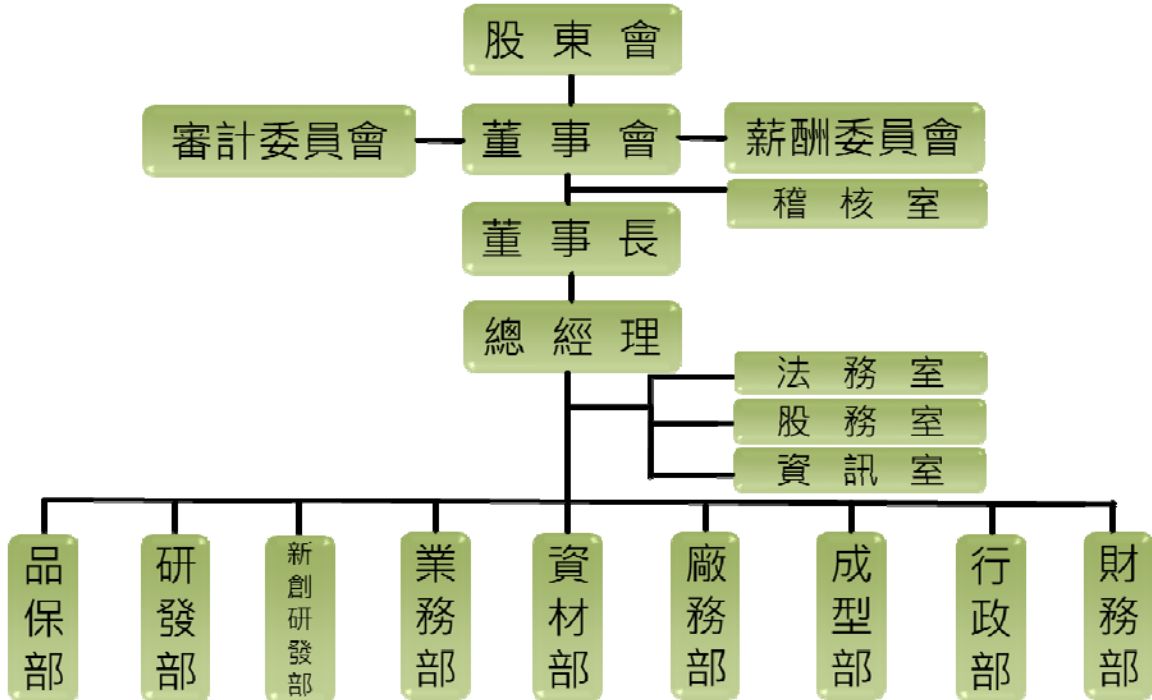 股東會
審計委員會
董事會
薪酬委員會
稽核室
董事長
總經理
法務室
股務室
資訊室
品保部
研發部
新創研發部
業務部
資材部
廠務部
成型部
行政部
財務部